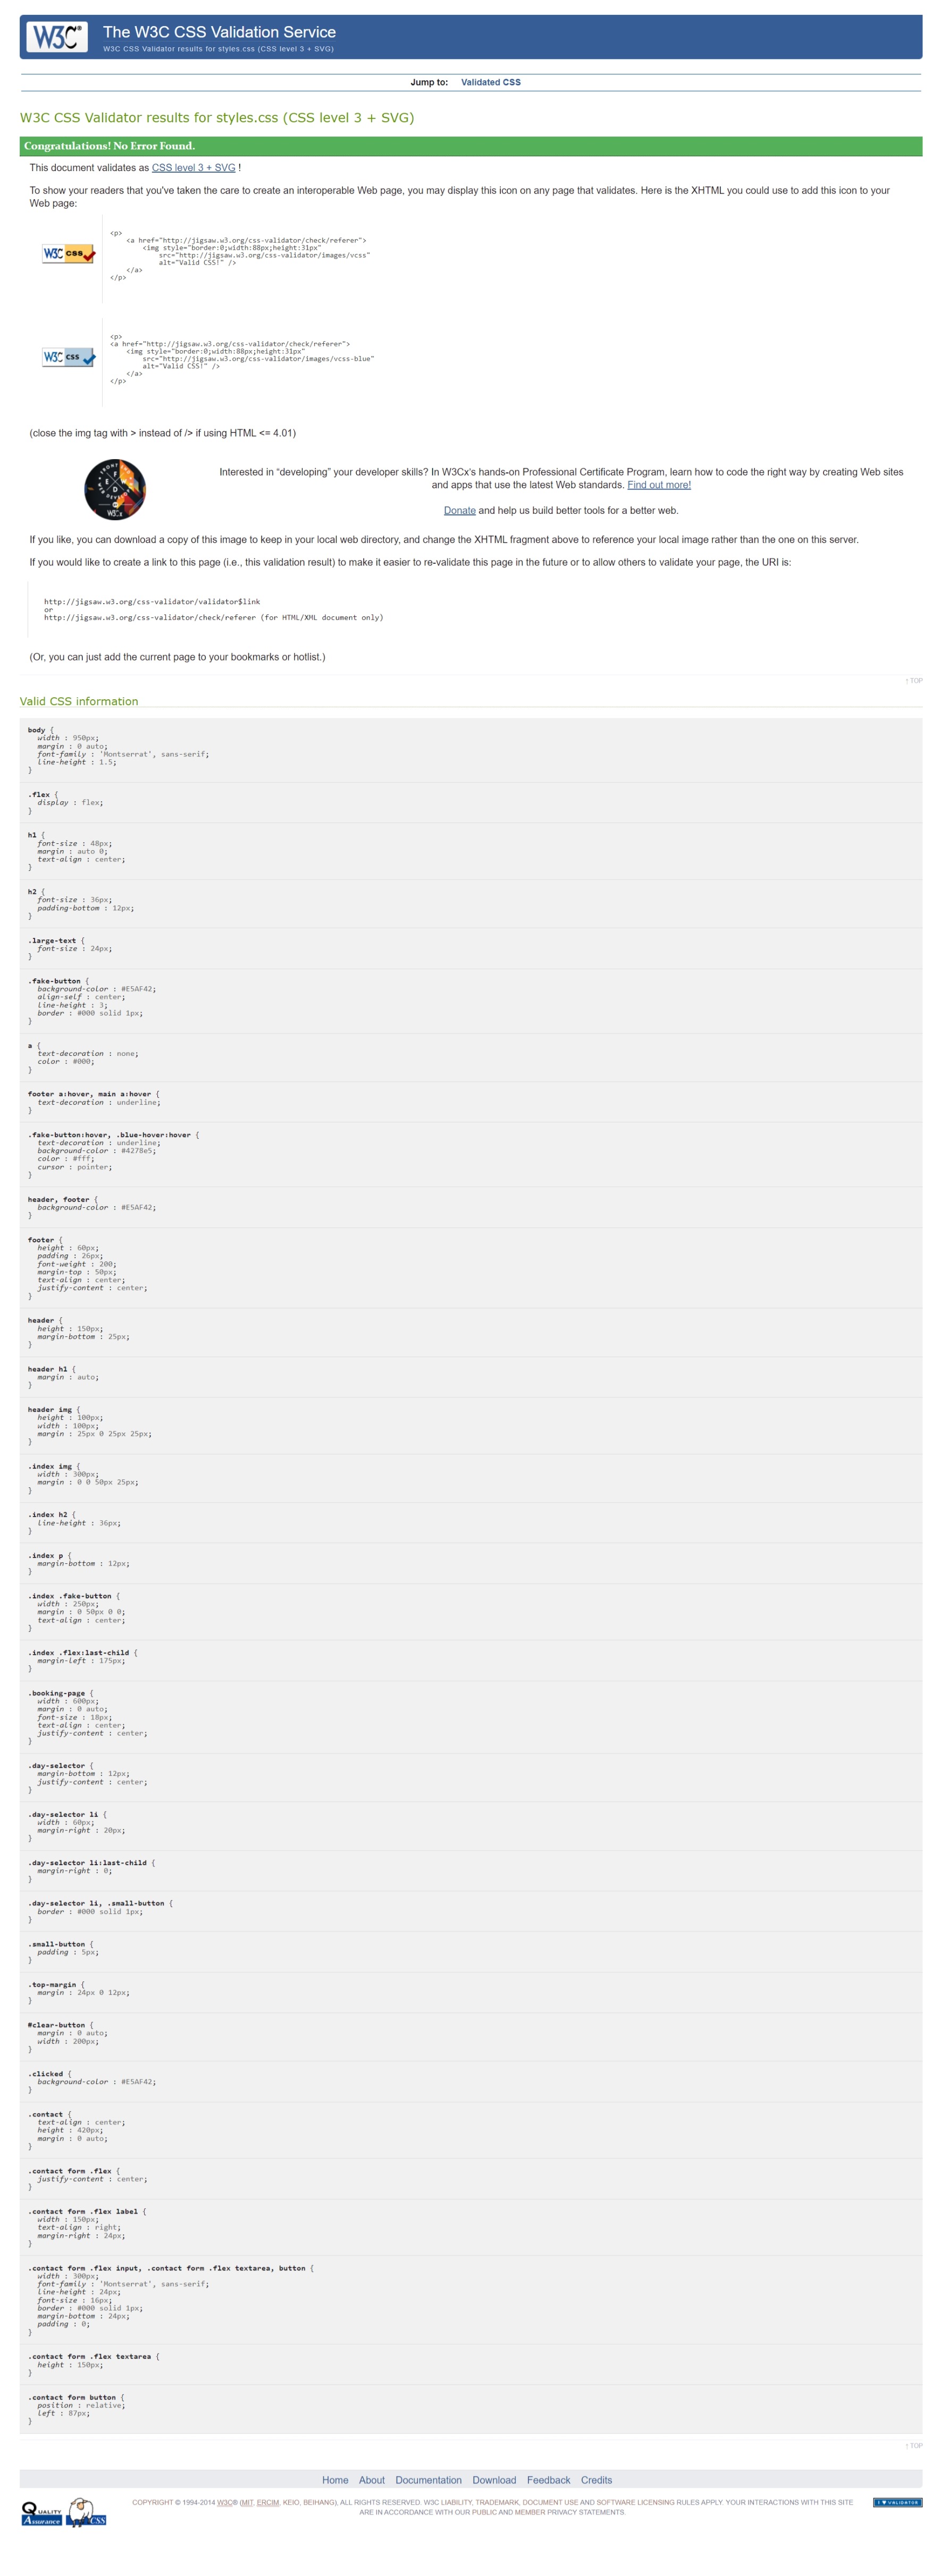 W3C®
The W3C CSS Validation Service
W3C CSS Validator results for styles.css (CSS level 3 + SVG)
Jump to: Validated CSS
W3C CSS Validator results for styles.css (CSS level 3 + SVG)
Congratulations! No Error Found.
This document validates as CSS level 3 + SVG !
To show your readers that you've taken the care to create an interoperable Web page, you may display this icon on any page that validates. Here is the XHTML you could use to add this icon to your
Web page:
W3C css
<p>
<a href="http://jigsaw.w3.org/css-validator/check/referer">
<img style="border:0;width:88px;height:31px"
src="http://jigsaw.w3.org/css-validator/images/vcss"
alt="Valid CSS!" />
</a>
</p>
W3C css
<p>
<a href="http://jigsaw.w3.org/css-validator/check/referer">
<img style="border:0;width:88px;height:31px"
src="http://jigsaw.w3.org/css-validator/images/vcss-blue"
alt="Valid CSS!" />
</a>
</p>
(close the img tag with > instead of /> if using HTML <= 4.01)
Interested in “developing” your developer skills? In W3Cx's hands-on Professional Certificate Program, learn how to code the right way by creating Web sites
and apps that use the latest Web standards. Find out more!
Donate and help us build better tools for a better web.
If you like, you can download a copy of this image to keep in your local web directory, and change the XHTML fragment above to reference your local image rather than the one on this server.
If you would like to create a link to this page (i.e., this validation result) to make it easier to re-validate this page in the future or to allow others to validate your page, the URI is:
http://jigsaw.w3.org/css-validator/validator$link
or
http://jigsaw.w3.org/css-validator/check/referer (for HTML/XML document only)
(Or, you can just add the current page to your bookmarks or hotlist.)
↑ TOP
Valid CSS information
body {
width : 950px;
margin : 0 auto;
font-family : 'Montserrat', sans-serif;
line-height : 1.5;
}
.flex {
display : flex;
}
h1 {
font-size : 48px;
margin : auto 0;
text-align : center;
}
h2 {
font-size : 36px;
padding-bottom : 12px;
}
.large-text {
font-size : 24px;
}
.fake-button {
background-color : #E5AF42;
align-self : center;
line-height : 3;
border : #000 solid 1px;
}
a {
text-decoration : none;
color : #000;
}
footer a:hover, main a:hover {
text-decoration : underline;
}
.fake-button:hover, .blue-hover:hover {
text-decoration : underline;
background-color : #4278e5;
color : #fff;
cursor : pointer;
}
header, footer {
background-color : #E5AF42;
}
footer {
height : 60px;
padding : 26px;
font-weight : 200;
margin-top : 50px;
text-align : center;
justify-content : center;
}
header {
height : 150px;
margin-bottom : 25px;
}
header h1 {
margin : auto;
}
header img {
height : 100px;
width : 100px;
margin : 25px 0 25px 25px;
}
.index img {
width : 300px;
margin : 0 0 50px 25px;
}
.index h2 {
line-height : 36px;
}
.index p {
margin-bottom : 12px;
}
.index .fake-button {
width : 250px;
margin : 0 50px 0 0;
text-align : center;
}
.index .flex:last-child {
margin-left : 175px;
}
.booking-page {
width : 600px;
margin : 0 auto;
font-size : 18px;
text-align : center;
justify-content : center;
}
.day-selector {
margin-bottom : 12px;
justify-content : center;
}
.day-selector li {
width : 60px;
margin-right : 20px;
}
.day-selector li:last-child {
margin-right : 0;
}
.day-selector li, .small-button {
border : #000 solid 1px;
}
.small-button {
padding : 5px;
}
.top-margin {
margin : 24px 0 12px;
}
#clear-button {
margin : 0 auto;
width : 200px;
}
.clicked {
background-color : #E5AF42;
}
.contact {
text-align : center;
height : 420px;
margin : 0 auto;
}
.contact form .flex {
justify-content : center;
}
.contact form .flex label {
width : 150px;
text-align : right;
margin-right : 24px;
}
.contact form .flex input, .contact form .flex textarea, button {
width : 300px;
font-family : 'Montserrat', sans-serif;
line-height : 24px;
font-size : 16px;
border : #000 solid 1px;
margin-bottom : 24px;
padding : 0;
}
.contact form .flex textarea {
height : 150px;
}
.contact form button {
position : relative;
left : 87px;
}
↑ TOP
Home About Documentation Download Feedback Credits
QUALITY
Assurance
CSS
COPYRIGHT © 1994-2014 W3C® (MIT, ERCIM, KEIO, BEIHANG), ALL RIGHTS RESERVED. W3C LIABILITY, TRADEMARK, DOCUMENT USE AND SOFTWARE LICENSING RULES APPLY. YOUR INTERACTIONS WITH THIS SITE
ARE IN ACCORDANCE WITH OUR PUBLIC AND MEMBER PRIVACY STATEMENTS.
I ♥ VALIDATOR